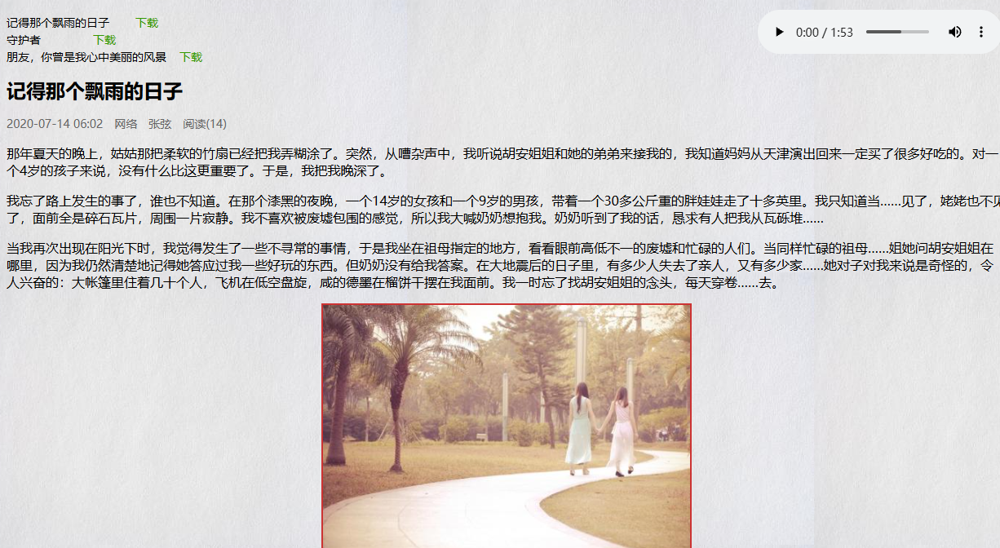 记得那个飘雨的日子 下载
守护者 下载
朋友，你曾是我心中美丽的风景 下载
0:00 / 1:53
记得那个飘雨的日子
2020-07-14 06:02 网络 张弦 阅读(14)
那年夏天的晚上，姑姑那把柔软的竹扇已经把我弄糊涂了。突然，从嘈杂声中，我听说胡安姐姐和她的弟弟来接我的，我知道妈妈从天津演出回来一定买了很多好吃的。对一
个4岁的孩子来说，没有什么比这更重要了。于是，我把我晚深了。
我忘了路上发生的事了，谁也不知道。在那个漆黑的夜晚，一个14岁的女孩和一个9岁的男孩，带着一个30多公斤重的胖娃娃走了十多英里。我只知道当......见了，姥姥也不见
了，面前全是碎石瓦片，周围一片寂静。我不喜欢被废墟包围的感觉，所以我大喊奶奶想抱我。奶奶听到了我的话，恳求有人把我从瓦砾堆......
当我再次出现在阳光下时，我觉得发生了一些不寻常的事情，于是我坐在祖母指定的地方，看看眼前高低不一的废墟和忙碌的人们。当同样忙碌的祖母......姐她问胡安姐姐在
哪里，因为我仍然清楚地记得她答应过我一些好玩的东西。但奶奶没有给我答案。在大地震后的日子里，有多少人失去了亲人，又有多少家......她对子对我来说是奇怪的，令
人兴奋的：大帐篷里住着几十个人，飞机在低空盘旋，咸的德墨在榴饼干摆在我面前。我一时忘了找胡安姐姐的念头，每天穿卷......去。